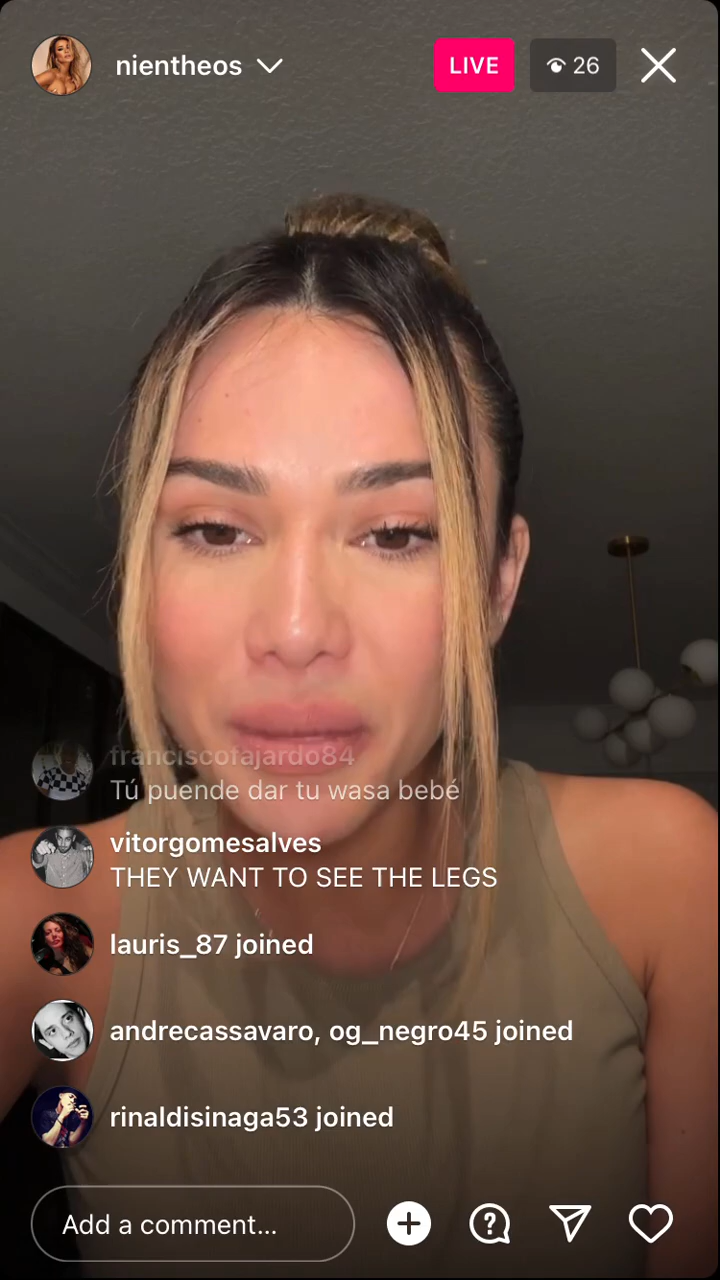 nientheos
LIVE
26
franciscofajardo84
Tú puende dar tu wasa bebé
vitorgomesalves
THEY WANT TO SEE THE LEGS
lauris_87 joined
andrecassavaro, og_negro45 joined
rinaldisinaga53 joined
Add a comment...